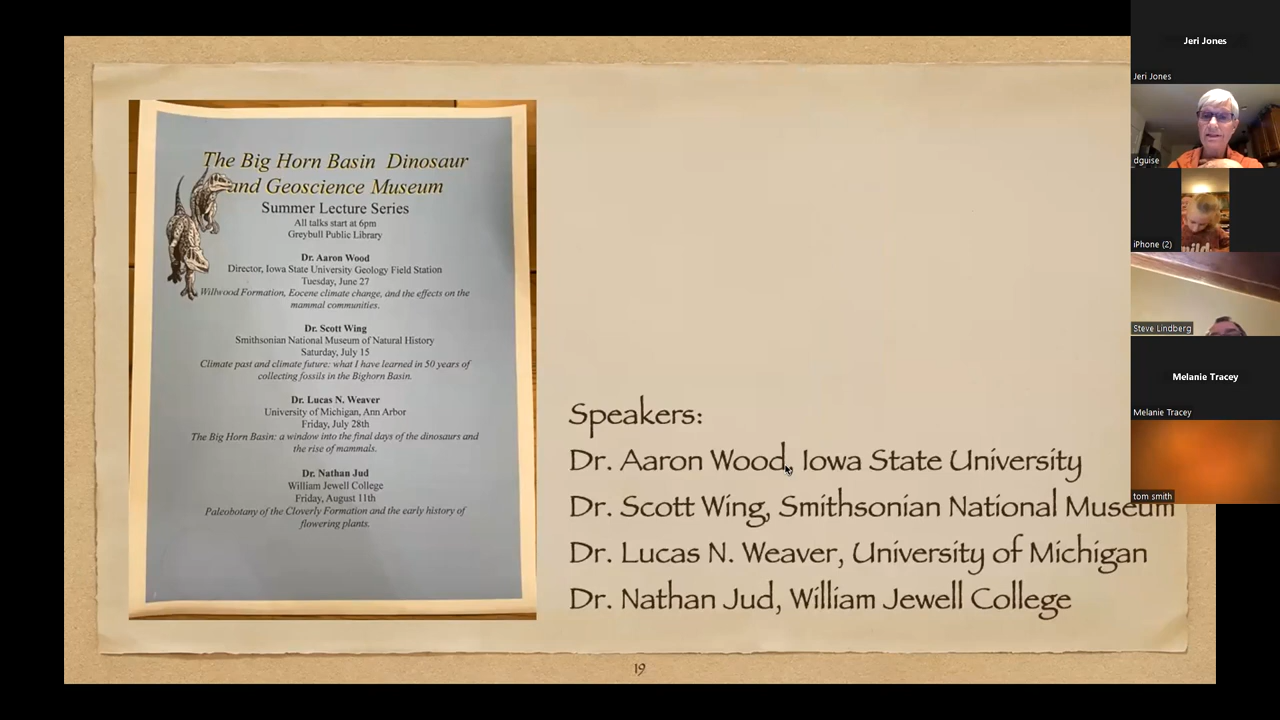 The Big Horn Basin Dinosaur
and Geoscience Museum
Summer Lecture Series
All talks start at 6pm
Greybull Public Library
Dr. Aaron Wood
Director, Iowa State University Geology Field Station
Tuesday, June 27
Willwood Formation, Eocene climate change, and the effects on the
mammal communities.
Dr. Scott Wing
Smithsonian National Museum of Natural History
Saturday, July 15
Climate past and climate future: what I have learned in 50 years of
collecting fossils in the Bighorn Basin.
Dr. Lucas N. Weaver
University of Michigan, Ann Arbor
Friday, July 28th
The Big Horn Basin: a window into the final days of the dinosaurs and
the rise of mammals.
Dr. Nathan Jud
William Jewell College
Friday, August 11th
Paleobotany of the Cloverly Formation and the early history of
flowering plants.
Speakers:
Dr. Aaron Wood, Iowa State University
Dr. Scott Wing, Smithsonian National Museum
Dr. Lucas N. Weaver, University of Michigan
Dr. Nathan Jud, William Jewell College
19
Jeri Jones
Jeri Jones
dguise
iPhone (2)
Steve Lindberg
Melanie Tracey
Melanie Tracey
tom smith